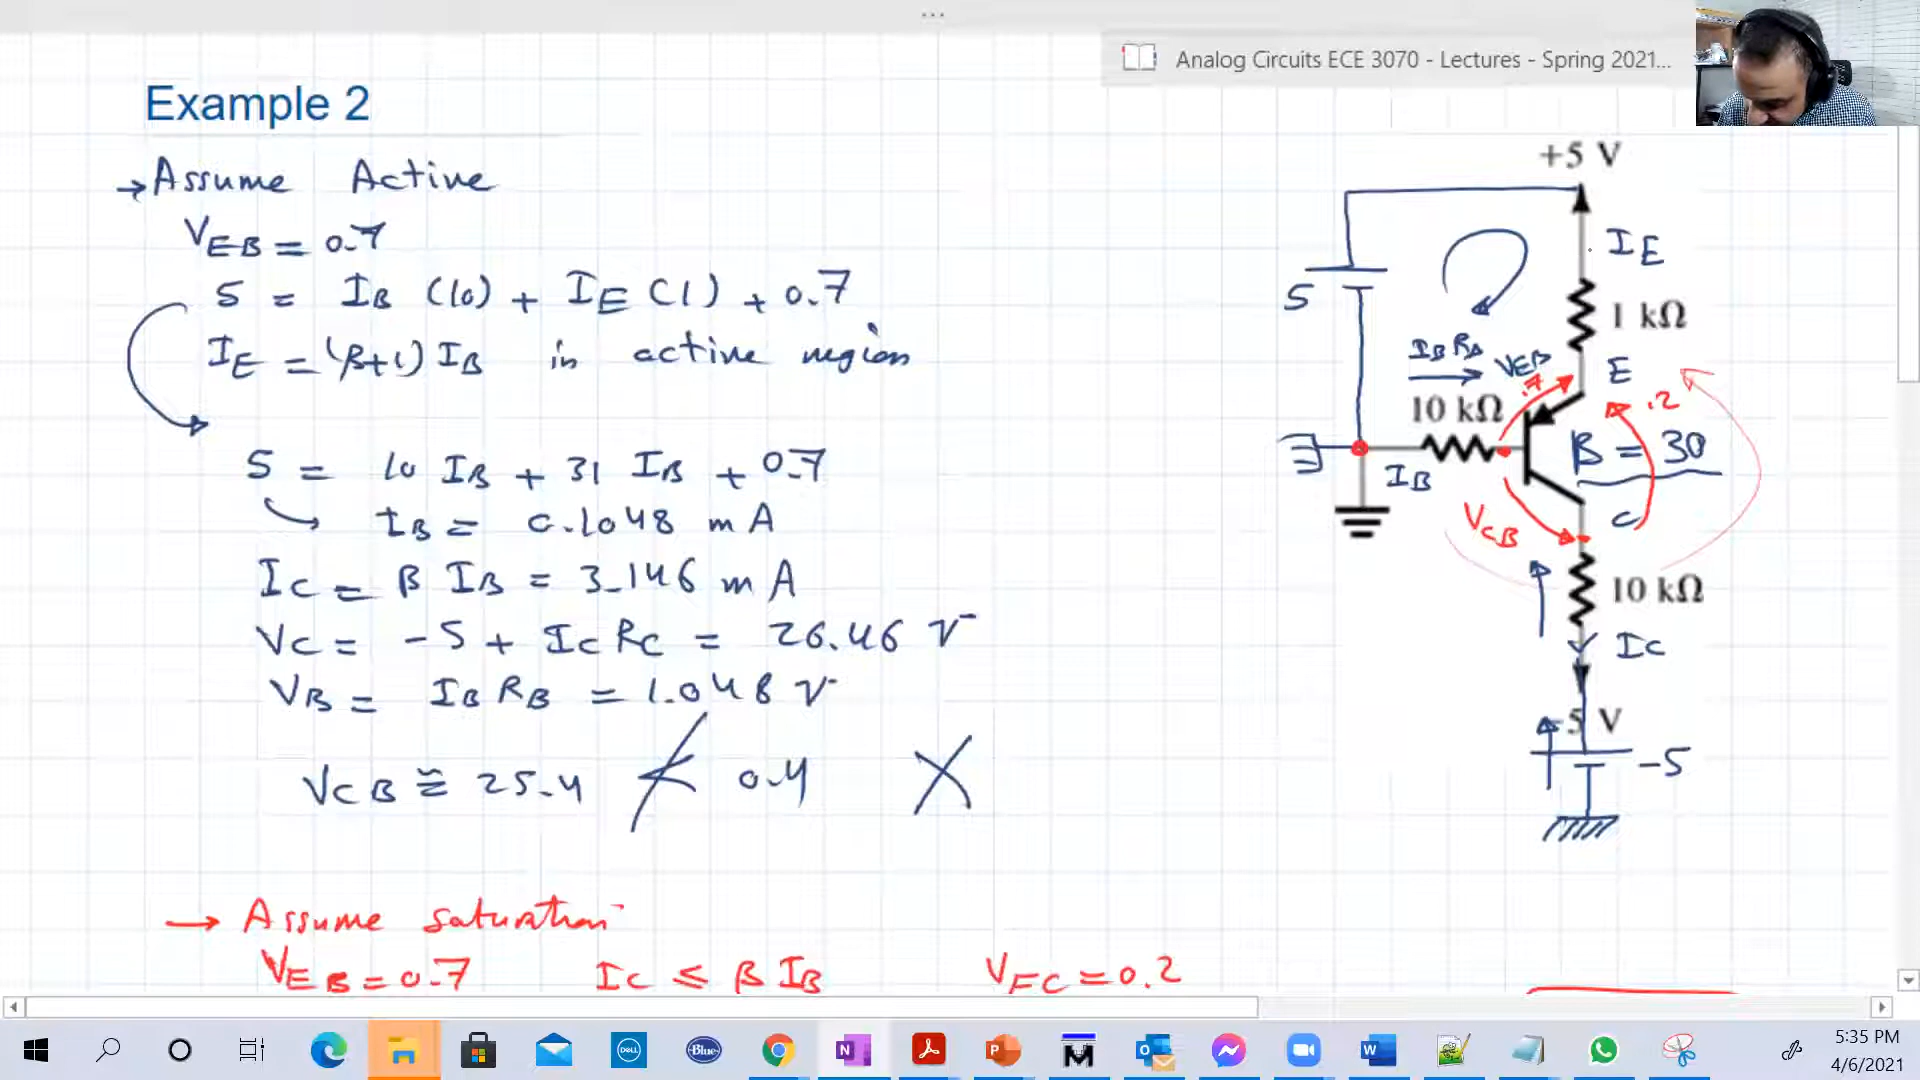 ...
Analog Circuits ECE 3070 - Lectures - Spring 2021...
Example 2
→ Assume Active
VEB = 0.7
5 = IB (10) + IE (1) + 0.7
IE = (β+1) IB in active region
5 = 10 IB + 31 IB + 0.7
IB = 0.1048 mA
IC = β IB = 3.146 mA
VC = -5 + IC RC = 26.46 V
VB = IB RB = 1.048 V
VCB ≅ 25.4 < 0.4 X
→ Assume saturation
VEB = 0.7 IC ≤ β IB VEC = 0.2
+5 V
IE
5
1 kΩ
VEB
E
.7
.2
10 kΩ
β = 30
IB
VCB
C
10 kΩ
IC
-5 V
-5
DELL
Blue
N
P
W
5:35 PM
4/6/2021